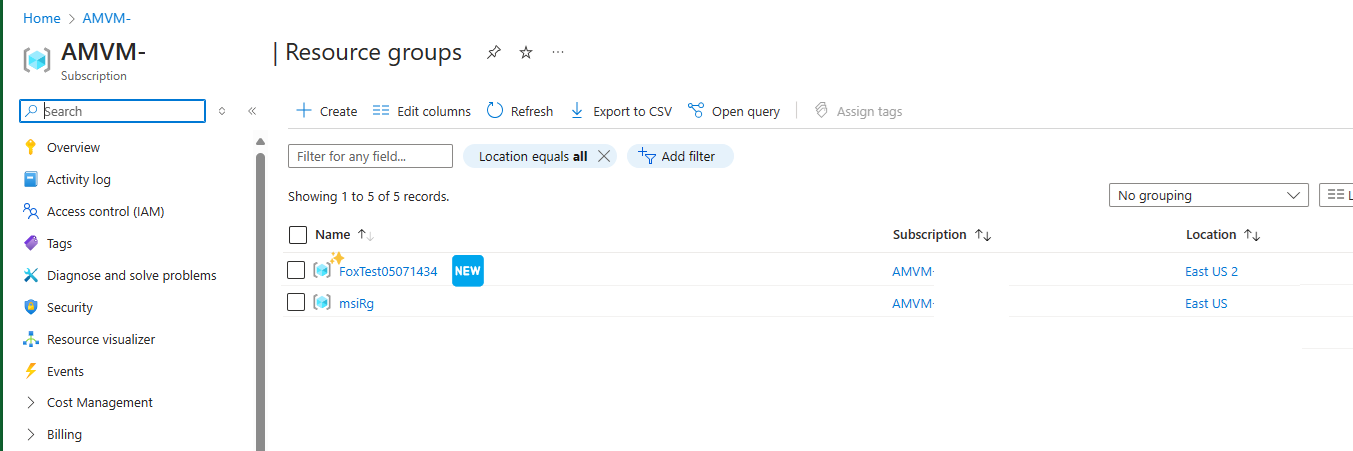 Home > AMVM-
AMVM- | Resource groups ...
Subscription
Search
Create Edit columns Refresh Export to CSV Open query Assign tags
Overview
Activity log
Access control (IAM)
Tags
Diagnose and solve problems
Security
Resource visualizer
Events
Cost Management
Billing
Filter for any field... Location equals all Add filter
Showing 1 to 5 of 5 records.
No grouping L
Name Subscription Location
FoxTest05071434 NEW AMVM- East US 2
msiRg AMVM- East US